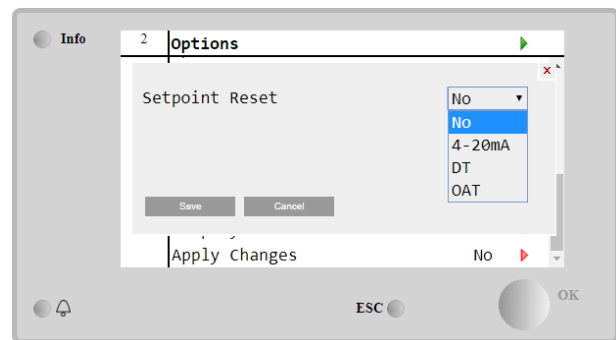 Info
2 Options
x
Setpoint Reset No
No
4-20mA
DT
OAT
Save Cancel
Apply Changes No
ESC
OK